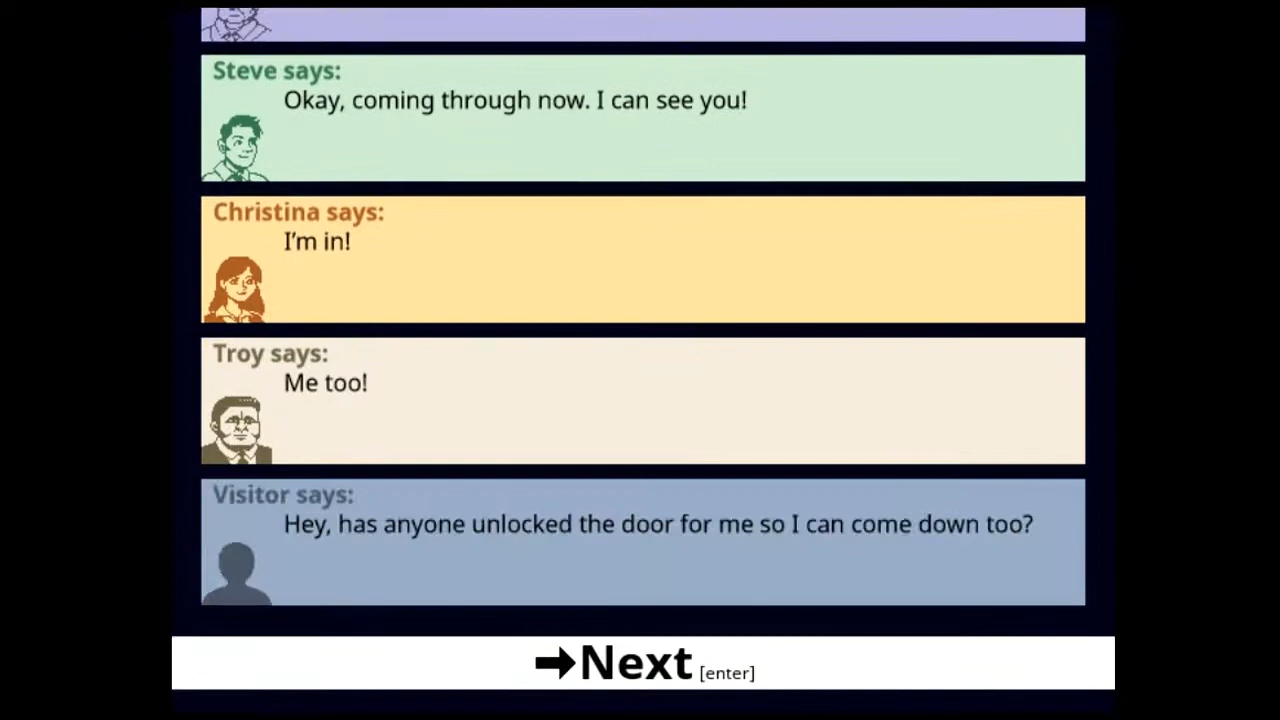 Steve says:
Okay, coming through now. I can see you!
Christina says:
I’m in!
Troy says:
Me too!
Visitor says:
Hey, has anyone unlocked the door for me so I can come down too?
➡Next [enter]